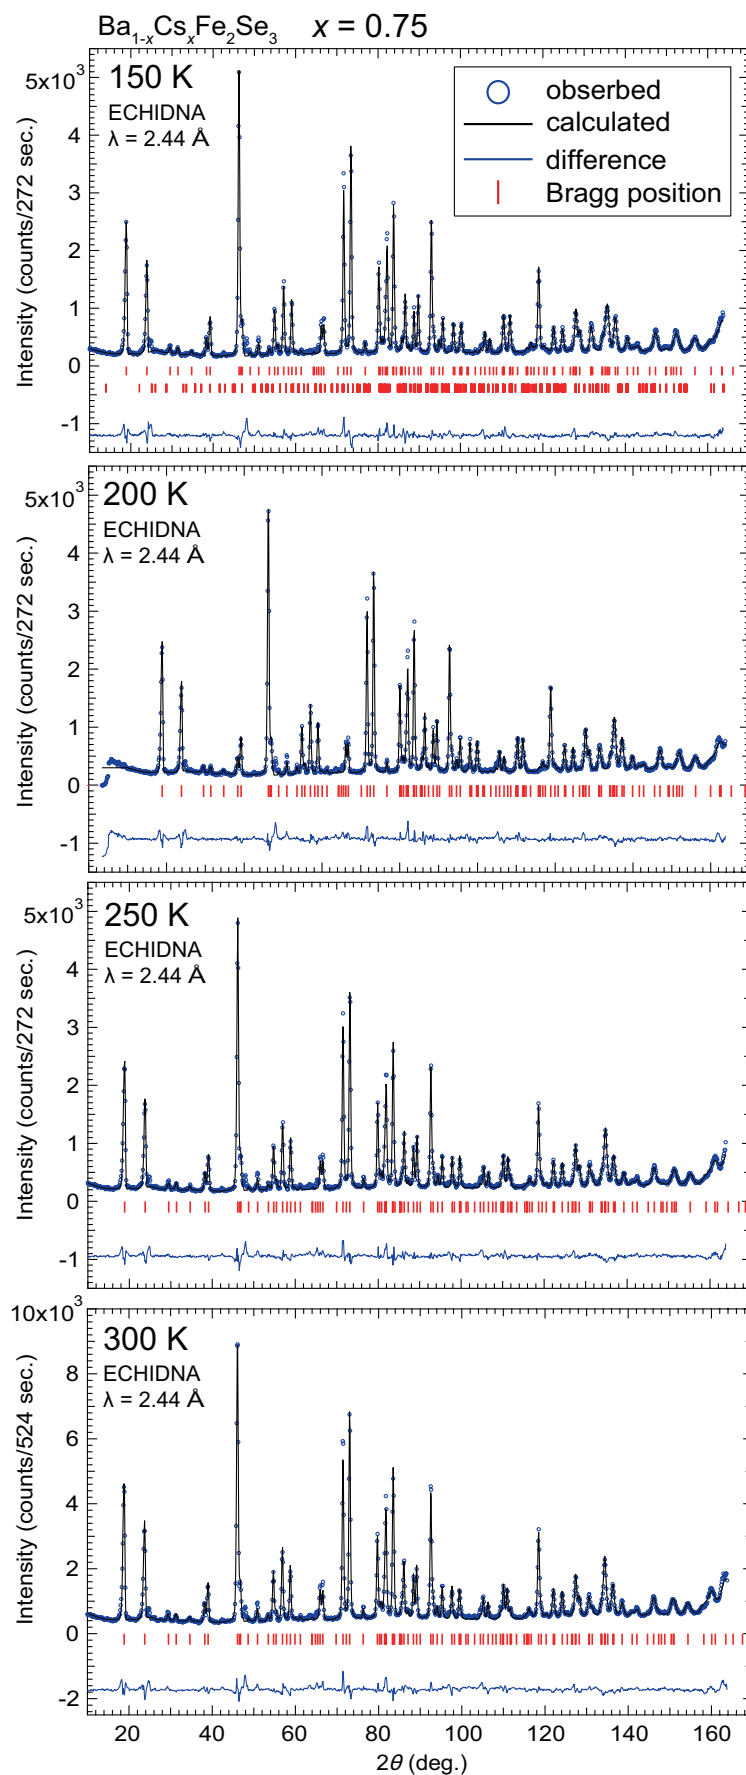 Ba1-xCsxFe2Se3 x = 0.75
5x10³
4
3
2
1
0
-1
Intensity (counts/272 sec.)
150 K
ECHIDNA
λ = 2.44 Å
obserbed
calculated
difference
Bragg position
5x10³
4
3
2
1
0
-1
Intensity (counts/272 sec.)
200 K
ECHIDNA
λ = 2.44 Å
5x10³
4
3
2
1
0
-1
Intensity (counts/272 sec.)
250 K
ECHIDNA
λ = 2.44 Å
10x10³
8
6
4
2
0
-2
Intensity (counts/524 sec.)
300 K
ECHIDNA
λ = 2.44 Å
20 40 60 80 100 120 140 160
2θ (deg.)